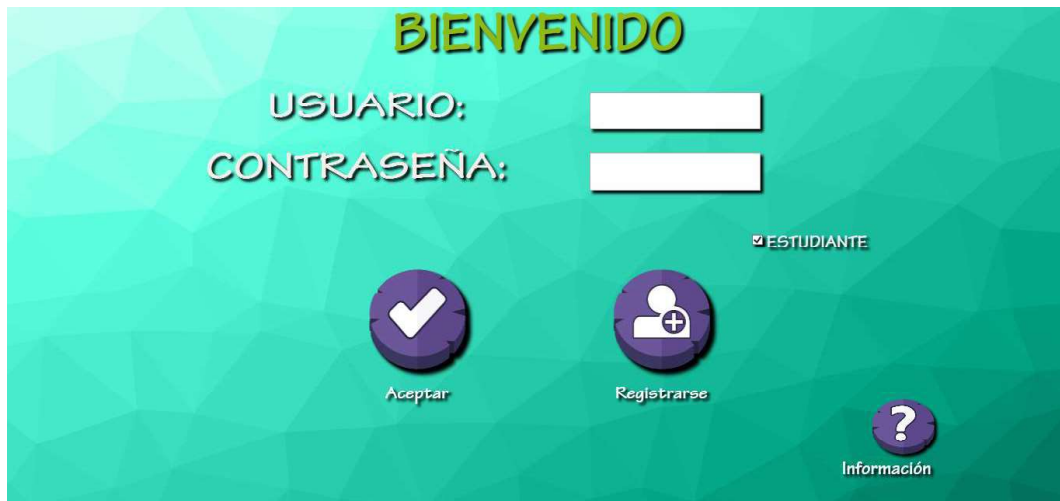 BIENVENIDO
USUARIO:
CONTRASEÑA:
ESTUDIANTE
Aceptar
Registrarse
Información